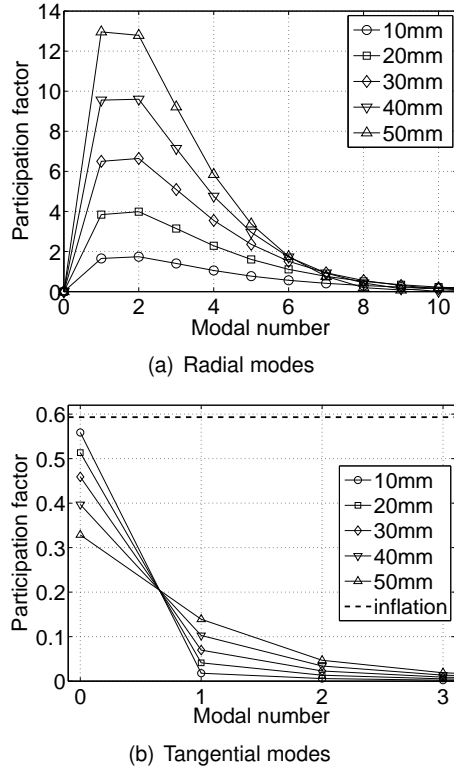 14
12
10
8
6
4
2
0
Participation factor
0 2 4 6 8 10
Modal number
10mm
20mm
30mm
40mm
50mm
(a) Radial modes
0.6
0.5
0.4
0.3
0.2
0.1
0
Participation factor
0 1 2 3
Modal number
10mm
20mm
30mm
40mm
50mm
inflation
(b) Tangential modes